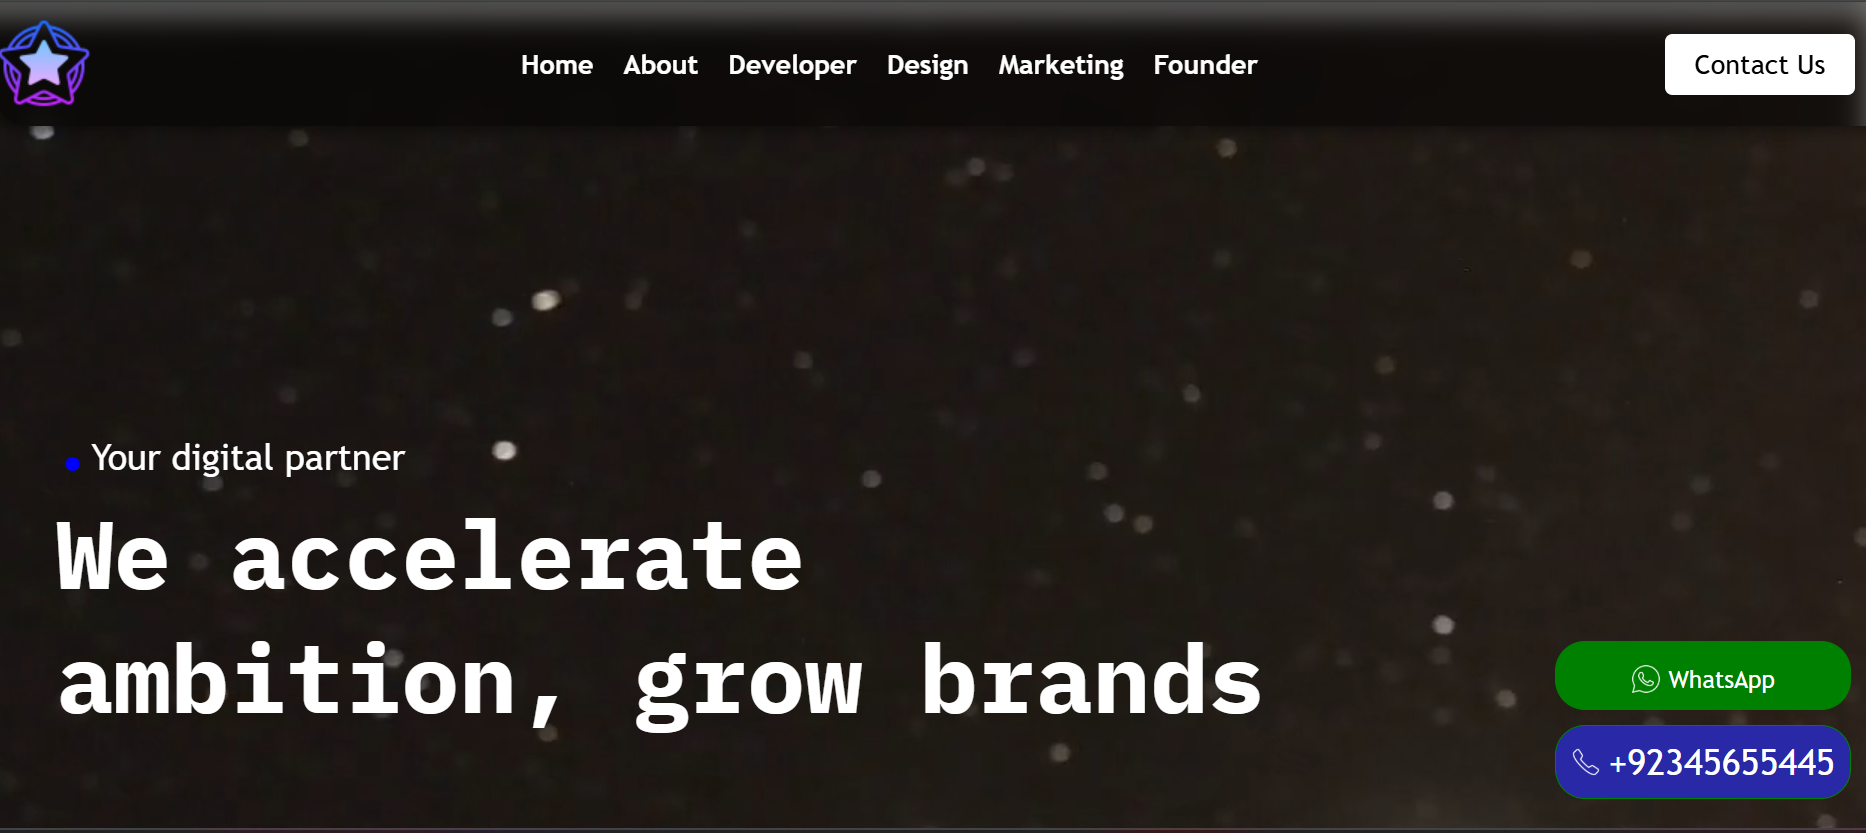 Home About Developer Design Marketing Founder Contact Us
Your digital partner
We accelerate
ambition, grow brands
WhatsApp
+92345655445